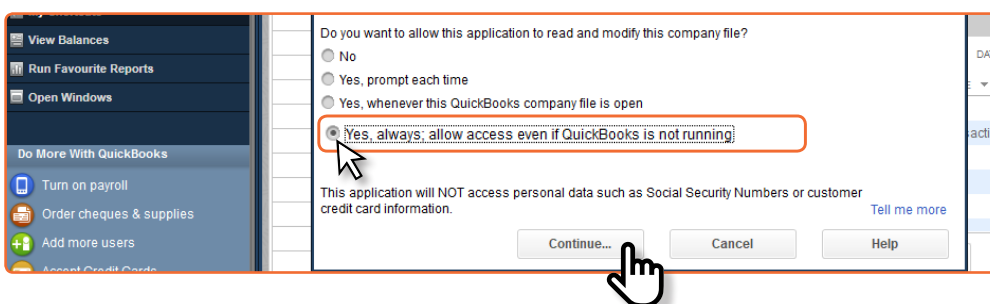 View Balances
Run Favourite Reports
Open Windows
Do More With QuickBooks
Turn on payroll
Order cheques & supplies
Add more users
Accept Credit Cards
Do you want to allow this application to read and modify this company file?
No
Yes, prompt each time
Yes, whenever this QuickBooks company file is open
Yes, always; allow access even if QuickBooks is not running
This application will NOT access personal data such as Social Security Numbers or customer
credit card information.
Tell me more
Continue... Cancel Help